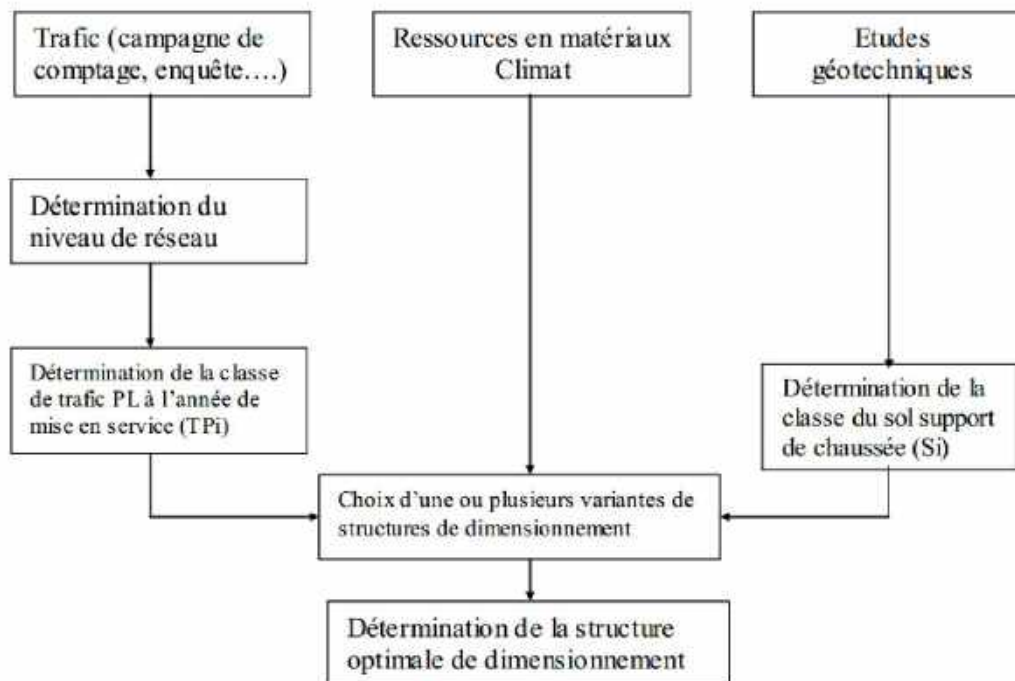 Trafic (campagne de
comptage, enquête….)
Ressources en matériaux
Climat
Etudes
géotechniques
Détermination du
niveau de réseau
Détermination de la classe
de trafic PL à l'année de
mise en service (TPi)
Détermination de la
classe du sol support
de chaussée (Si)
Choix d'une ou plusieurs variantes de
structures de dimensionnement
Détermination de la structure
optimale de dimensionnement